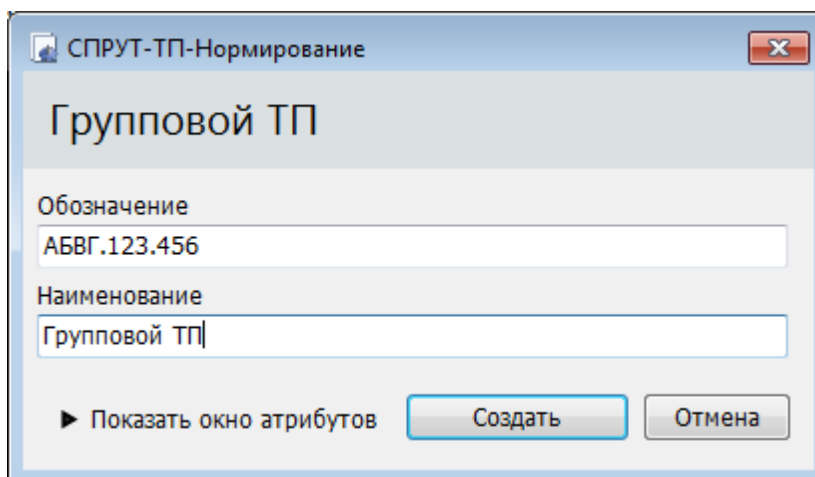 СПРУТ-ТП-Нормирование
Групповой ТП
Обозначение
АБВГ.123.456
Наименование
Групповой ТП
Показать окно атрибутов Создать Отмена